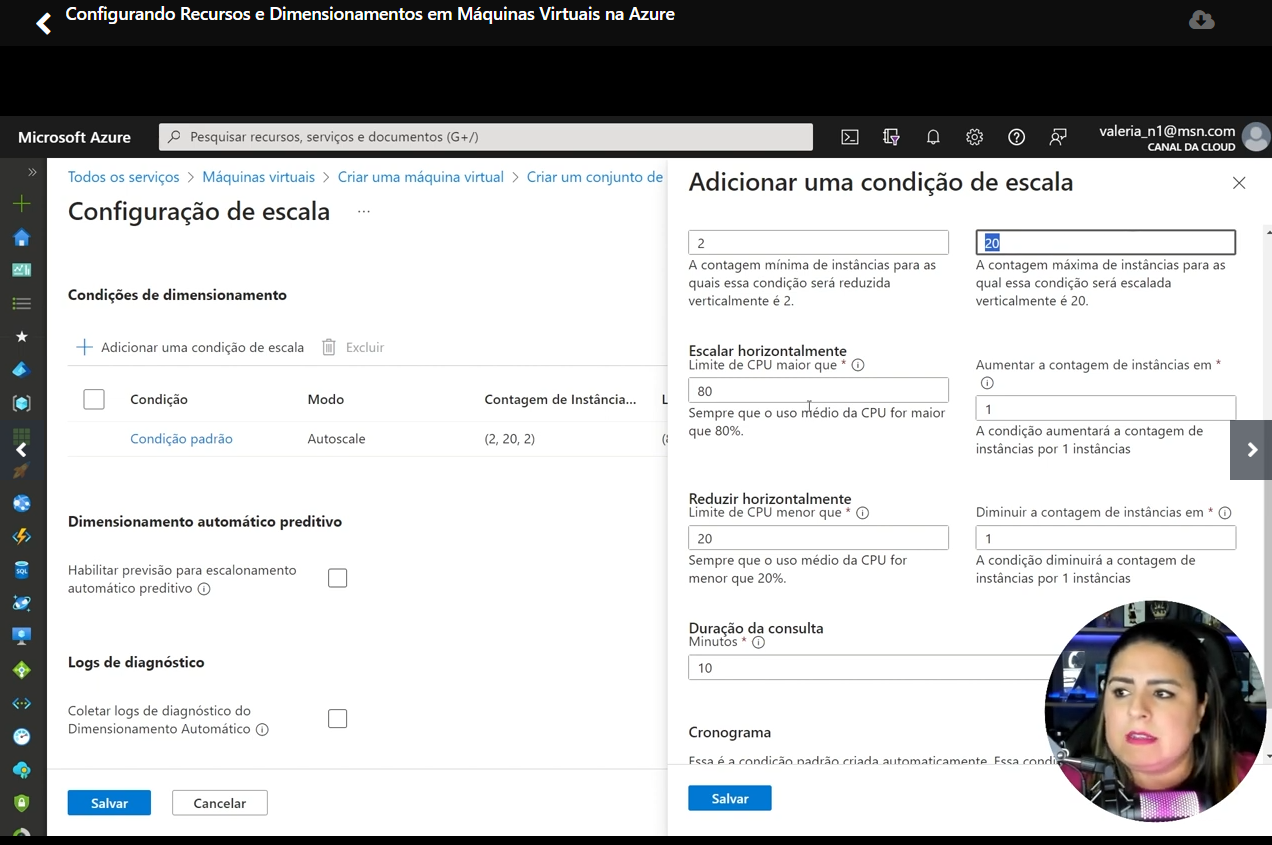 Configurando Recursos e Dimensionamentos em Máquinas Virtuais na Azure
Microsoft Azure
Pesquisar recursos, serviços e documentos (G+/)
valeria_n1@msn.com
CANAL DA CLOUD
Todos os serviços > Máquinas virtuais > Criar uma máquina virtual > Criar um conjunto de
Configuração de escala ...
Condições de dimensionamento
Adicionar uma condição de escala
Excluir
Condição Modo Contagem de Instância...
Condição padrão Autoscale (2, 20, 2)
Dimensionamento automático preditivo
Habilitar previsão para escalonamento
automático preditivo
Logs de diagnóstico
Coletar logs de diagnóstico do
Dimensionamento Automático
Salvar Cancelar
Adicionar uma condição de escala
2
A contagem mínima de instâncias para as
quais essa condição será reduzida
verticalmente é 2.
20
A contagem máxima de instâncias para as
qual essa condição será escalada
verticalmente é 20.
Escalar horizontalmente
Limite de CPU maior que *
80
Sempre que o uso médio da CPU for maior
que 80%.
Aumentar a contagem de instâncias em *
1
A condição aumentará a contagem de
instâncias por 1 instâncias
Reduzir horizontalmente
Limite de CPU menor que *
20
Sempre que o uso médio da CPU for
menor que 20%.
Diminuir a contagem de instâncias em *
1
A condição diminuirá a contagem de
instâncias por 1 instâncias
Duração da consulta
Minutos *
10
Cronograma
Essa é a condição padrão criada automaticamente. Essa condi
Salvar
SQL